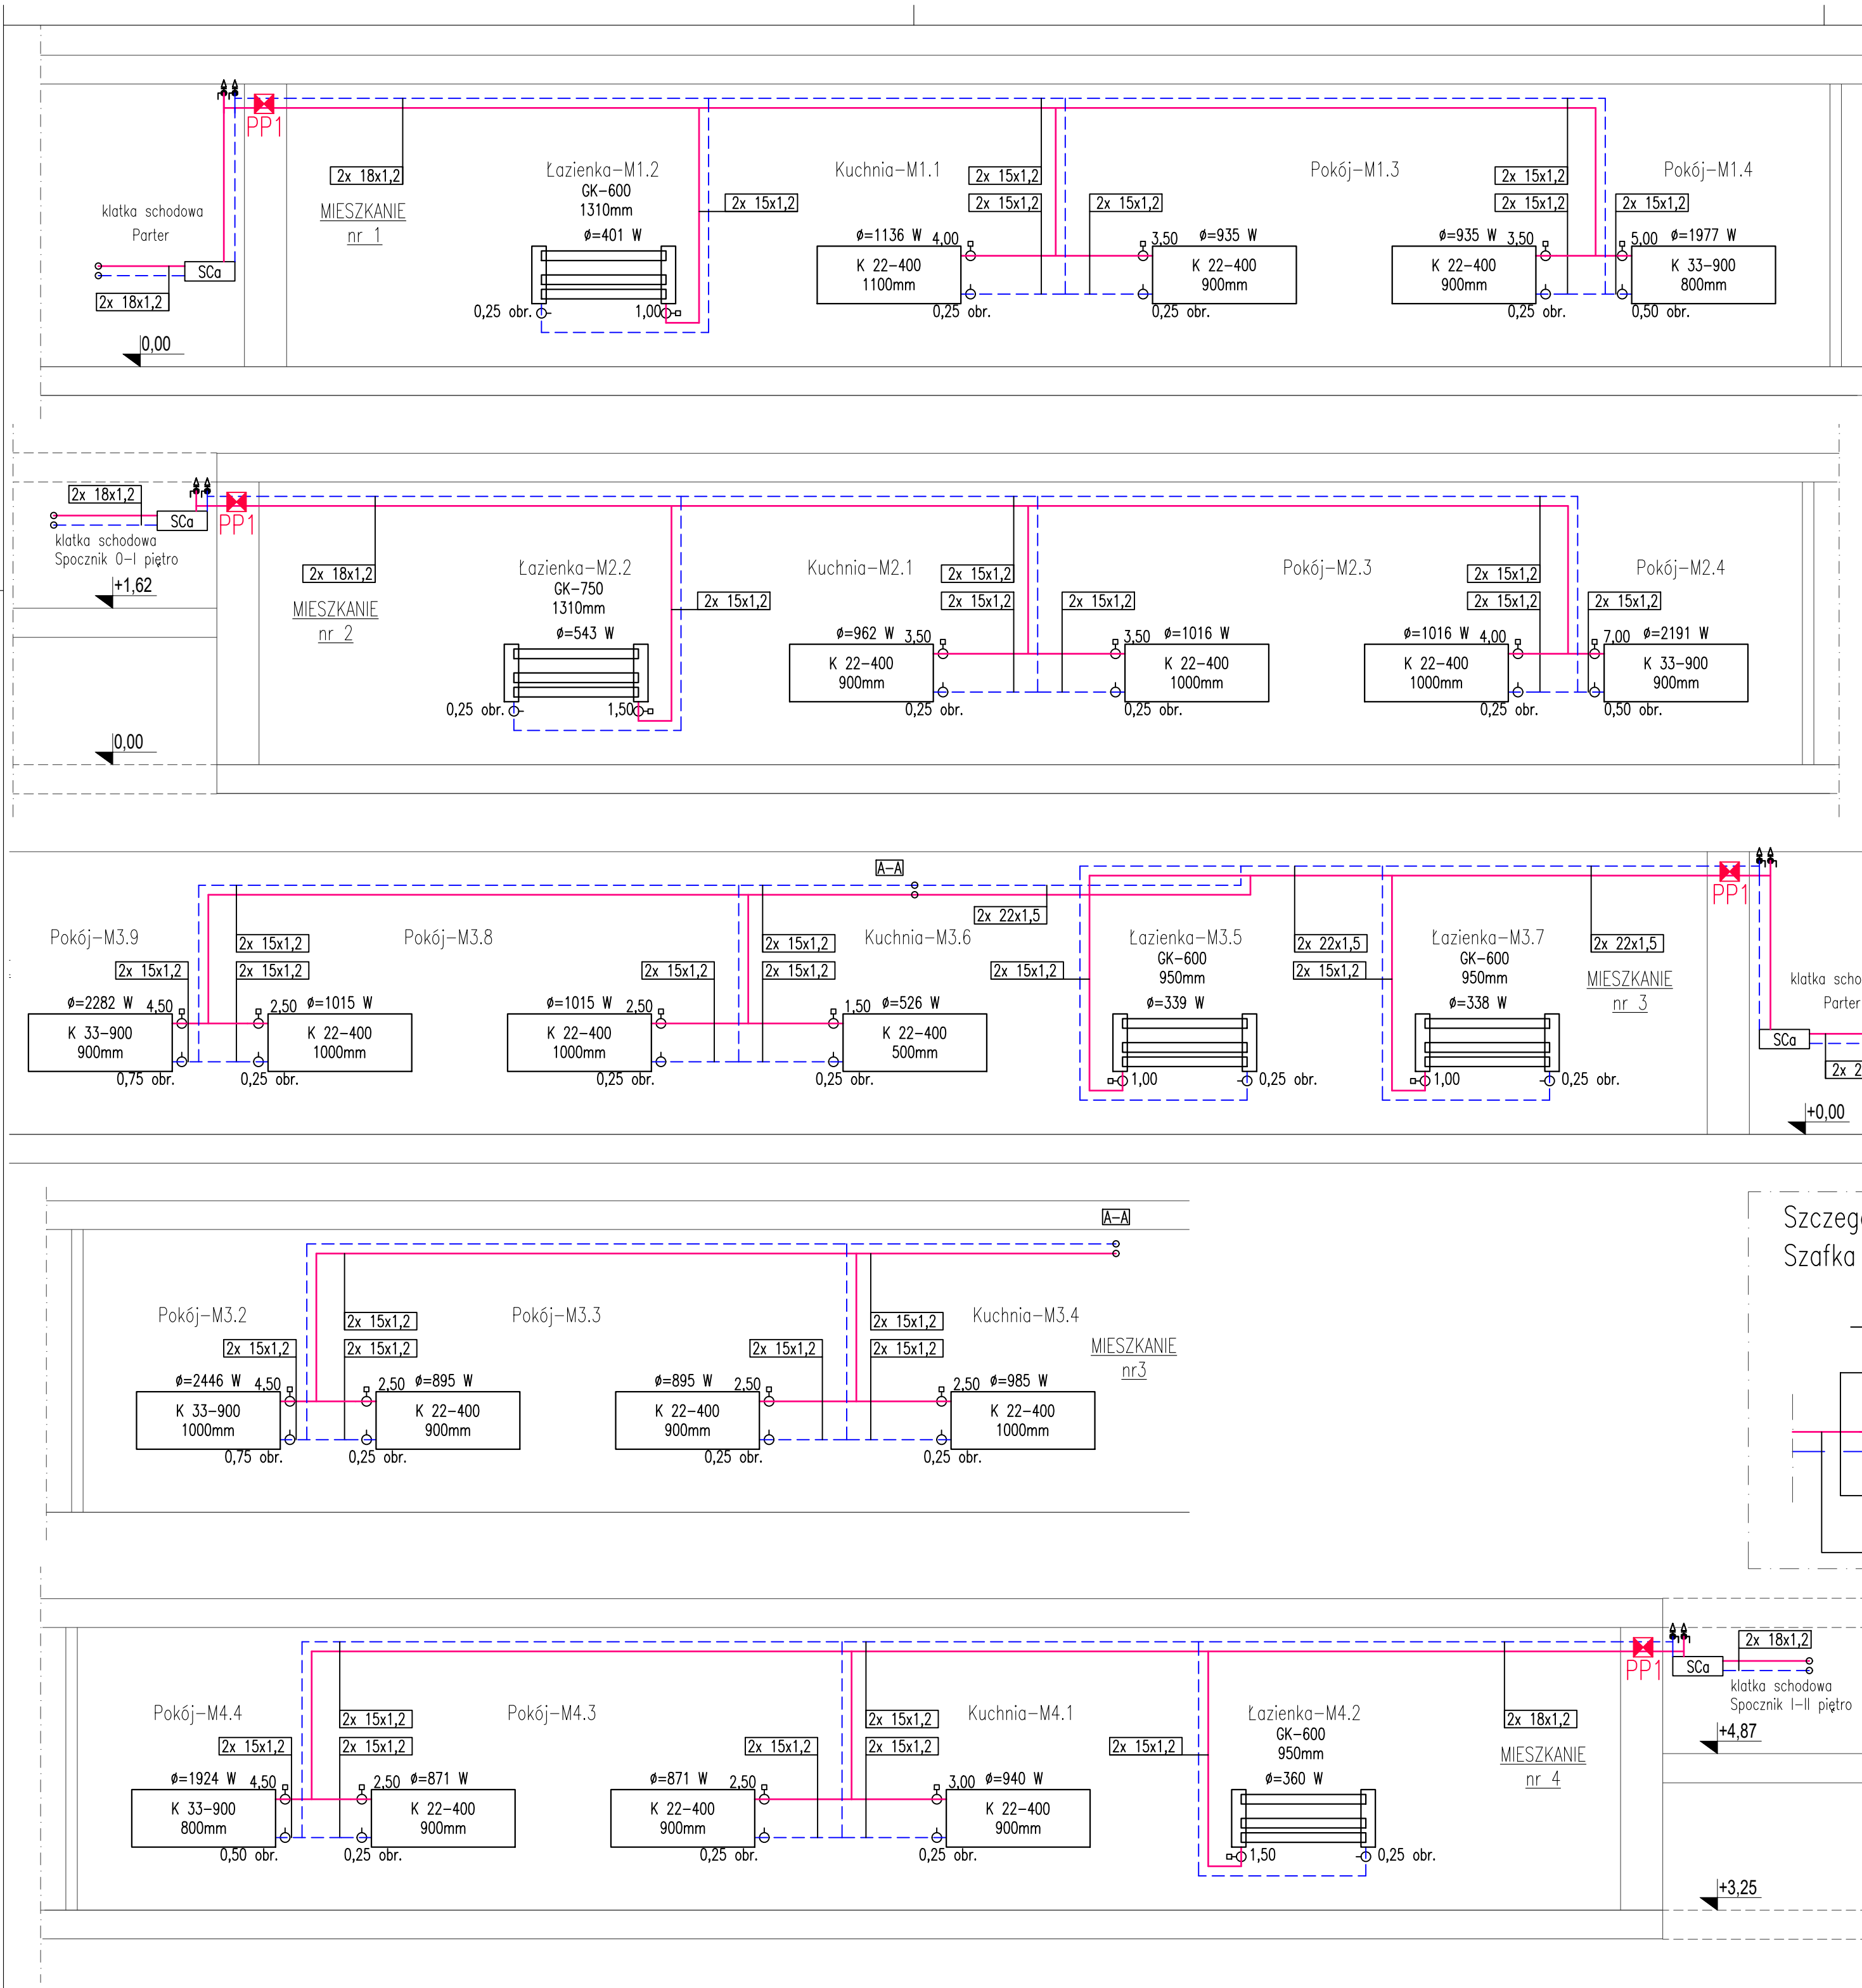 PP1
Łazienka-M1.2
Kuchnia-M1.1
Pokój-M1.3
Pokój-M1.4
2x 18x1,2
GK-600
1310mm
2x 15x1,2
2x 15x1,2
2x 15x1,2
2x 15x1,2
2x 15x1,2
2x 15x1,2
2x 15x1,2
klatka schodowa
Parter
MIESZKANIE
nr 1
ø=401 W
ø=1136 W 4,00
3,50 ø=935 W
ø=935 W 3,50
5,00 ø=1977 W
SCa
K 22-400
1100mm
K 22-400
900mm
K 22-400
900mm
K 33-900
800mm
2x 18x1,2
0,25 obr.
1,00
0,25 obr.
0,25 obr.
0,25 obr.
0,50 obr.
0,00
2x 18x1,2
SCa
PP1
klatka schodowa
Spocznik 0-I piętro
+1,62
2x 18x1,2
MIESZKANIE
nr 2
Łazienka-M2.2
GK-750
1310mm
Kuchnia-M2.1
Pokój-M2.3
Pokój-M2.4
2x 15x1,2
2x 15x1,2
2x 15x1,2
2x 15x1,2
2x 15x1,2
2x 15x1,2
2x 15x1,2
ø=543 W
ø=962 W 3,50
3,50 ø=1016 W
ø=1016 W 4,00
7,00 ø=2191 W
K 22-400
900mm
K 22-400
1000mm
K 22-400
1000mm
K 33-900
900mm
0,25 obr.
1,50
0,25 obr.
0,25 obr.
0,25 obr.
0,50 obr.
0,00
A-A
PP1
2x 22x1,5
Pokój-M3.9
2x 15x1,2
Pokój-M3.8
2x 15x1,2
Kuchnia-M3.6
Łazienka-M3.5
GK-600
950mm
2x 22x1,5
Łazienka-M3.7
GK-600
950mm
2x 22x1,5
2x 15x1,2
2x 15x1,2
2x 15x1,2
2x 15x1,2
2x 15x1,2
2x 15x1,2
MIESZKANIE
nr 3
klatka scho
Parter
ø=2282 W 4,50
2,50 ø=1015 W
ø=1015 W 2,50
1,50 ø=526 W
ø=339 W
ø=338 W
K 33-900
900mm
K 22-400
1000mm
K 22-400
1000mm
K 22-400
500mm
SCa
2x 2
0,75 obr.
0,25 obr.
0,25 obr.
0,25 obr.
1,00
0,25 obr.
1,00
0,25 obr.
+0,00
A-A
Pokój-M3.2
2x 15x1,2
Pokój-M3.3
2x 15x1,2
Kuchnia-M3.4
2x 15x1,2
2x 15x1,2
2x 15x1,2
2x 15x1,2
MIESZKANIE
nr3
ø=2446 W 4,50
2,50 ø=895 W
ø=895 W 2,50
2,50 ø=985 W
K 33-900
1000mm
K 22-400
900mm
K 22-400
900mm
K 22-400
1000mm
0,75 obr.
0,25 obr.
0,25 obr.
0,25 obr.
Szczeg
Szafka
PP1
SCa
2x 18x1,2
klatka schodowa
Spocznik I-II piętro
+4,87
Pokój-M4.4
2x 15x1,2
Pokój-M4.3
2x 15x1,2
Kuchnia-M4.1
Łazienka-M4.2
GK-600
950mm
2x 18x1,2
2x 15x1,2
2x 15x1,2
2x 15x1,2
2x 15x1,2
2x 15x1,2
MIESZKANIE
nr 4
ø=1924 W 4,50
2,50 ø=871 W
ø=871 W 2,50
3,00 ø=940 W
ø=360 W
K 33-900
800mm
K 22-400
900mm
K 22-400
900mm
K 22-400
900mm
0,50 obr.
0,25 obr.
0,25 obr.
0,25 obr.
1,50
0,25 obr.
+3,25